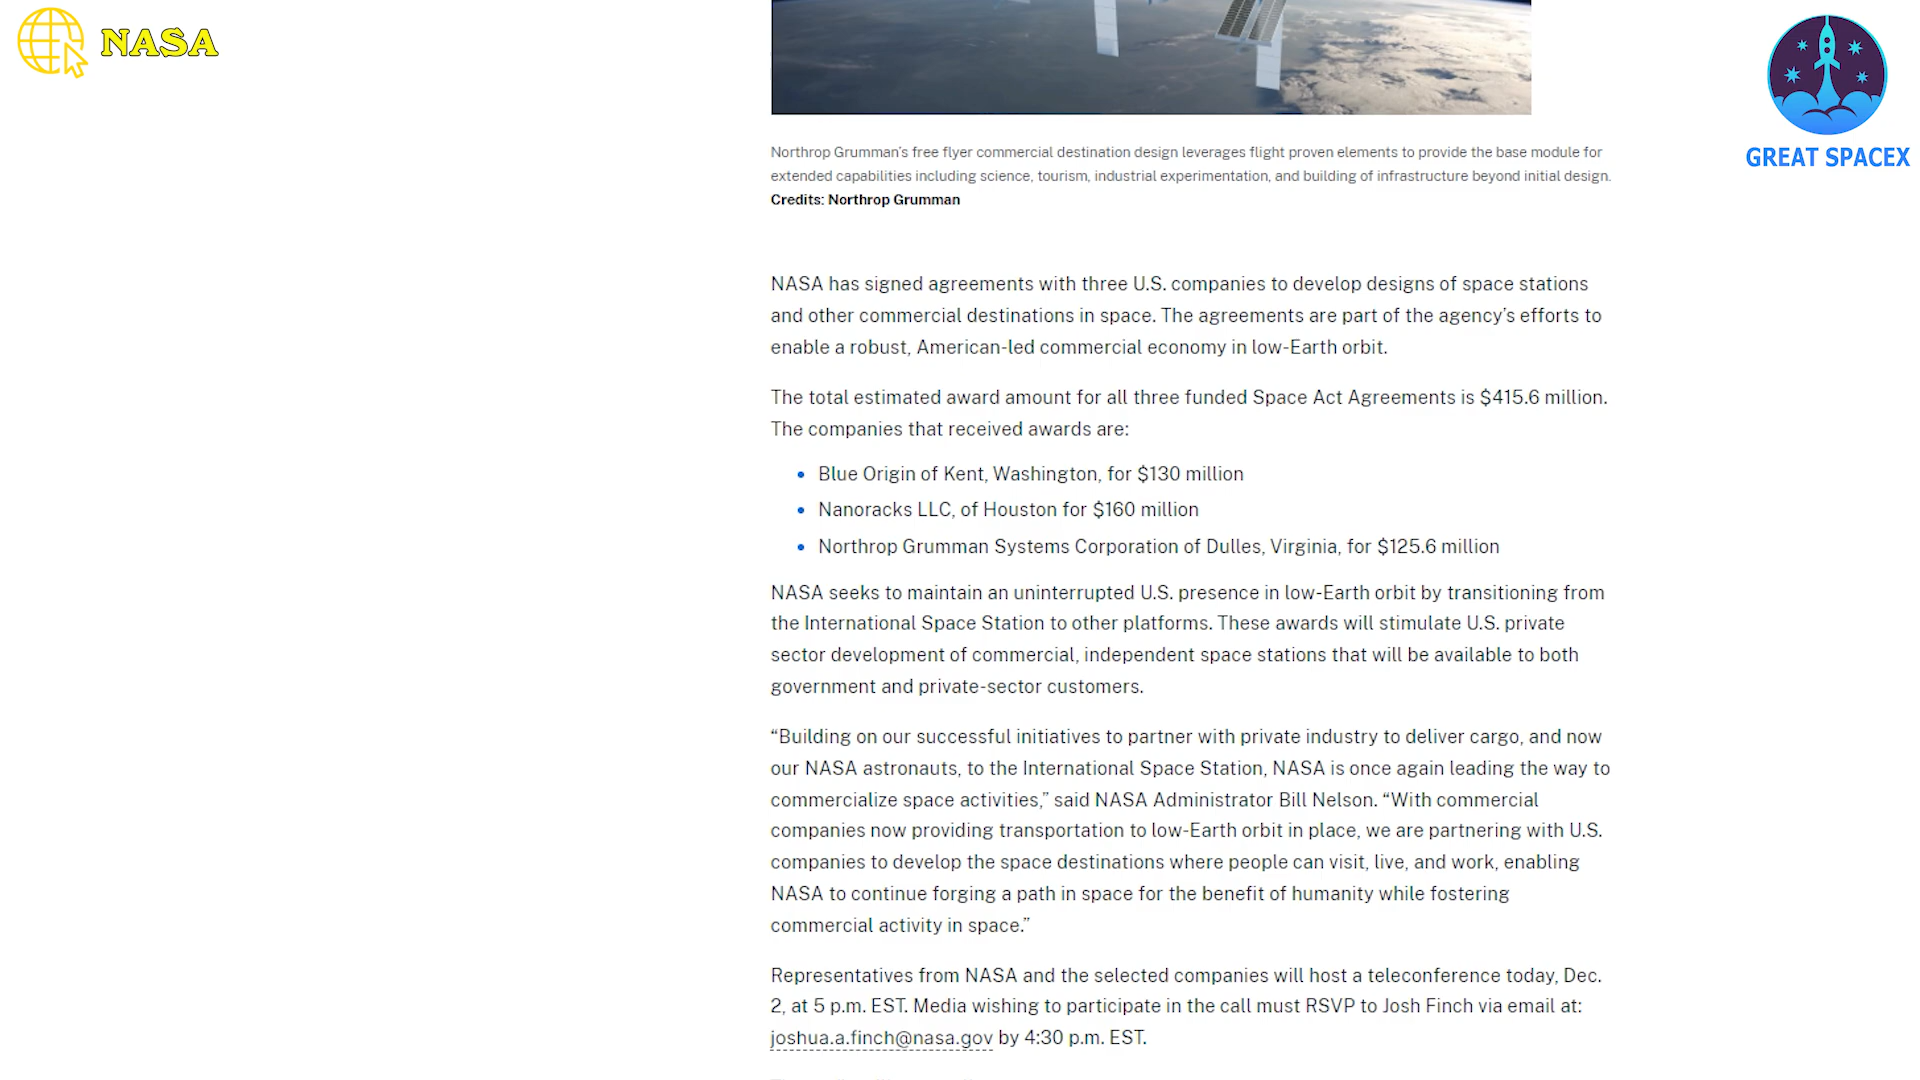 NASA
GREAT SPACEX
Northrop Grumman's free flyer commercial destination design leverages flight proven elements to provide the base module for
extended capabilities including science, tourism, industrial experimentation, and building of infrastructure beyond initial design.
Credits: Northrop Grumman
NASA has signed agreements with three U.S. companies to develop designs of space stations
and other commercial destinations in space. The agreements are part of the agency’s efforts to
enable a robust, American-led commercial economy in low-Earth orbit.
The total estimated award amount for all three funded Space Act Agreements is $415.6 million.
The companies that received awards are:
• Blue Origin of Kent, Washington, for $130 million
• Nanoracks LLC, of Houston for $160 million
• Northrop Grumman Systems Corporation of Dulles, Virginia, for $125.6 million
NASA seeks to maintain an uninterrupted U.S. presence in low-Earth orbit by transitioning from
the International Space Station to other platforms. These awards will stimulate U.S. private
sector development of commercial, independent space stations that will be available to both
government and private-sector customers.
“Building on our successful initiatives to partner with private industry to deliver cargo, and now
our NASA astronauts, to the International Space Station, NASA is once again leading the way to
commercialize space activities,” said NASA Administrator Bill Nelson. “With commercial
companies now providing transportation to low-Earth orbit in place, we are partnering with U.S.
companies to develop the space destinations where people can visit, live, and work, enabling
NASA to continue forging a path in space for the benefit of humanity while fostering
commercial activity in space.”
Representatives from NASA and the selected companies will host a teleconference today, Dec.
2, at 5 p.m. EST. Media wishing to participate in the call must RSVP to Josh Finch via email at:
joshua.a.finch@nasa.gov by 4:30 p.m. EST.